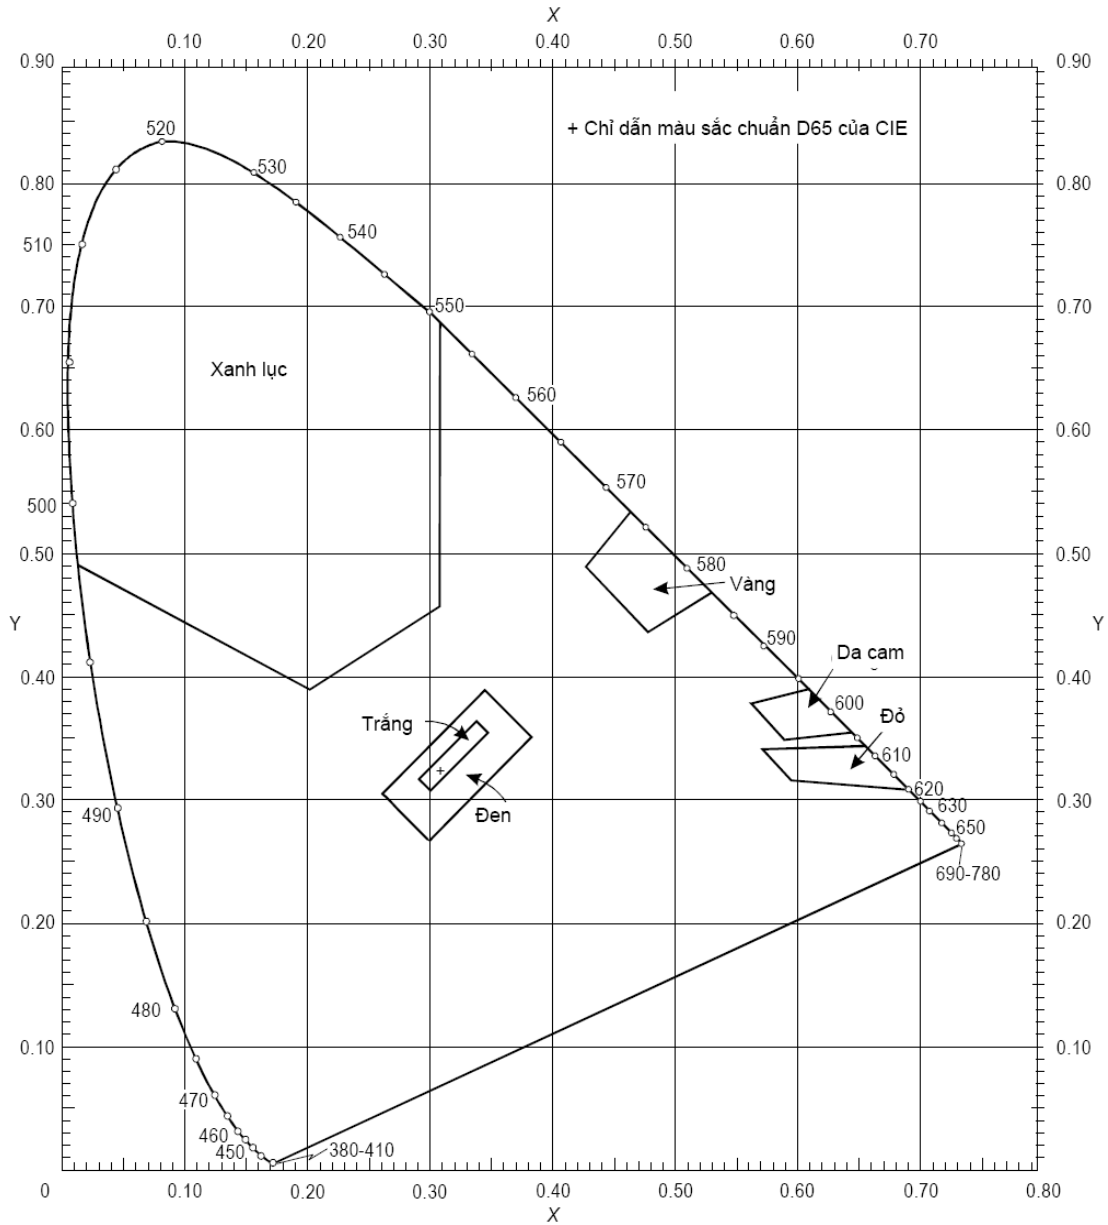 X
0.10 0.20 0.30 0.40 0.50 0.60 0.70
0.90 0.90
+ Chỉ dẫn màu sắc chuẩn D65 của CIE
520
530
0.80 0.80
540
510
550
0.70 0.70
Xanh lục
560
0.60 0.60
570
500
0.50 580 0.50
Vàng
Y 590 Y
Da cam
0.40 0.40
600
Đỏ
Trắng
610
620
0.30 0.30
630
490 Đen
650
690-780
0.20 0.20
480
0.10 0.10
470
460
450 380-410
0 0.10 0.20 0.30 0.40 0.50 0.60 0.70 0.80
X